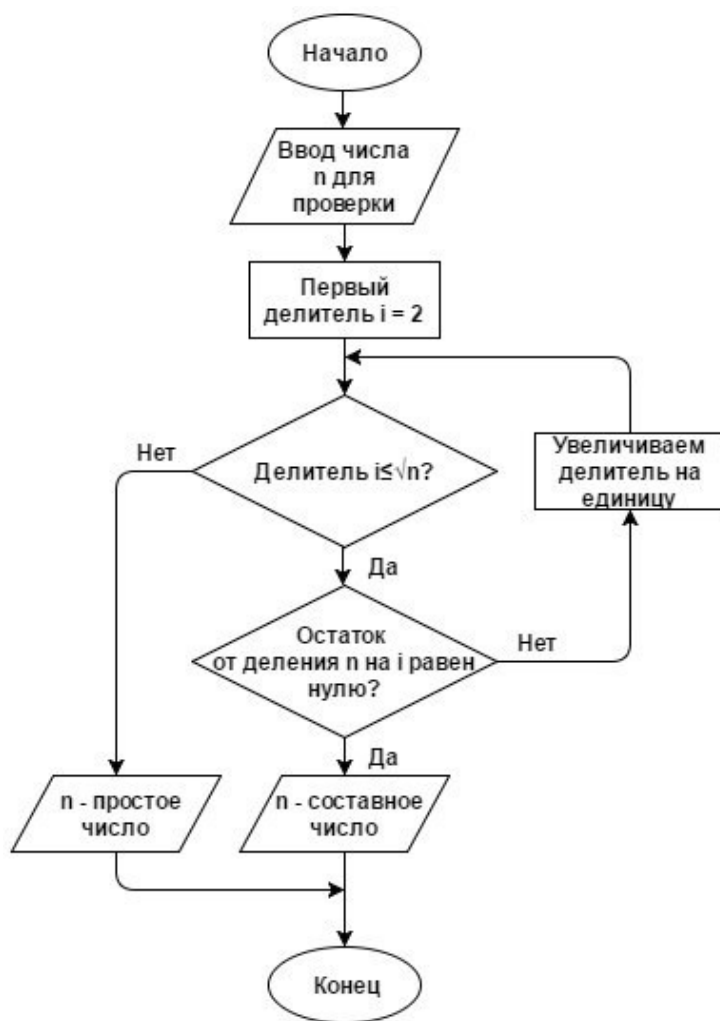 Начало
Ввод числа
n для
проверки
Первый
делитель i = 2
Нет
Делитель i≤√n?
Увеличиваем
делитель на
единицу
Да
Остаток
от деления n на i равен
нулю?
Нет
Да
n - простое
число
n - составное
число
Конец